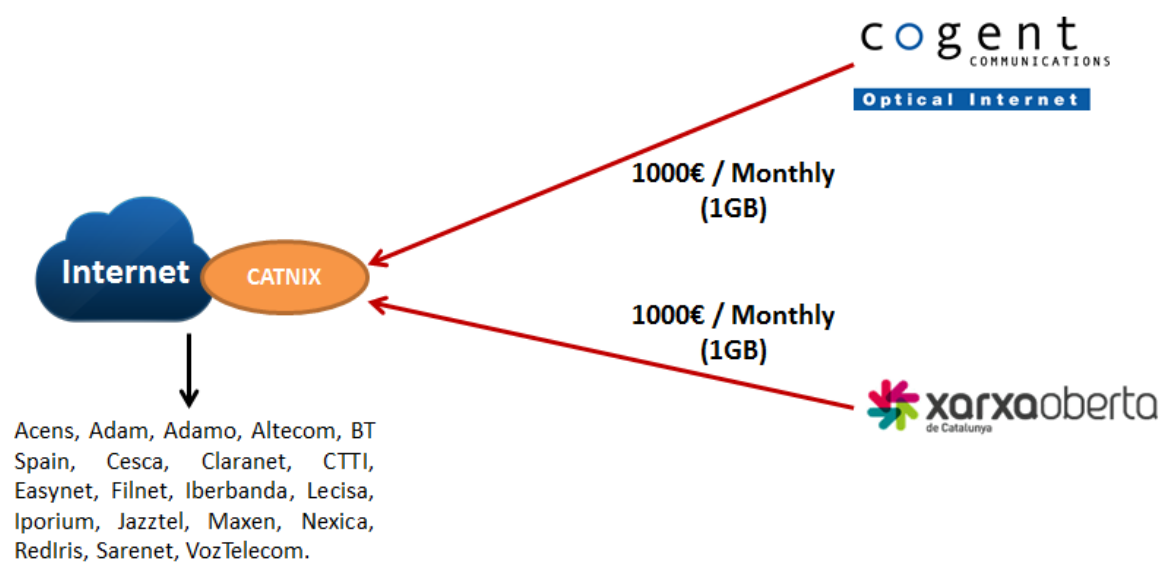 cogent
COMMUNICATIONS
Optical Internet
1000€ / Monthly
(1GB)
Internet
CATNIX
1000€ / Monthly
(1GB)
xarxaoberta
de Catalunya
Acens, Adam, Adamo, Altecom, BT
Spain, Cesca, Claranet, CTTI,
Easynet, Filnet, Iberbanda, Lecisa,
Iporium, Jazztel, Maxen, Nexica,
RedIris, Sarenet, VozTelecom.